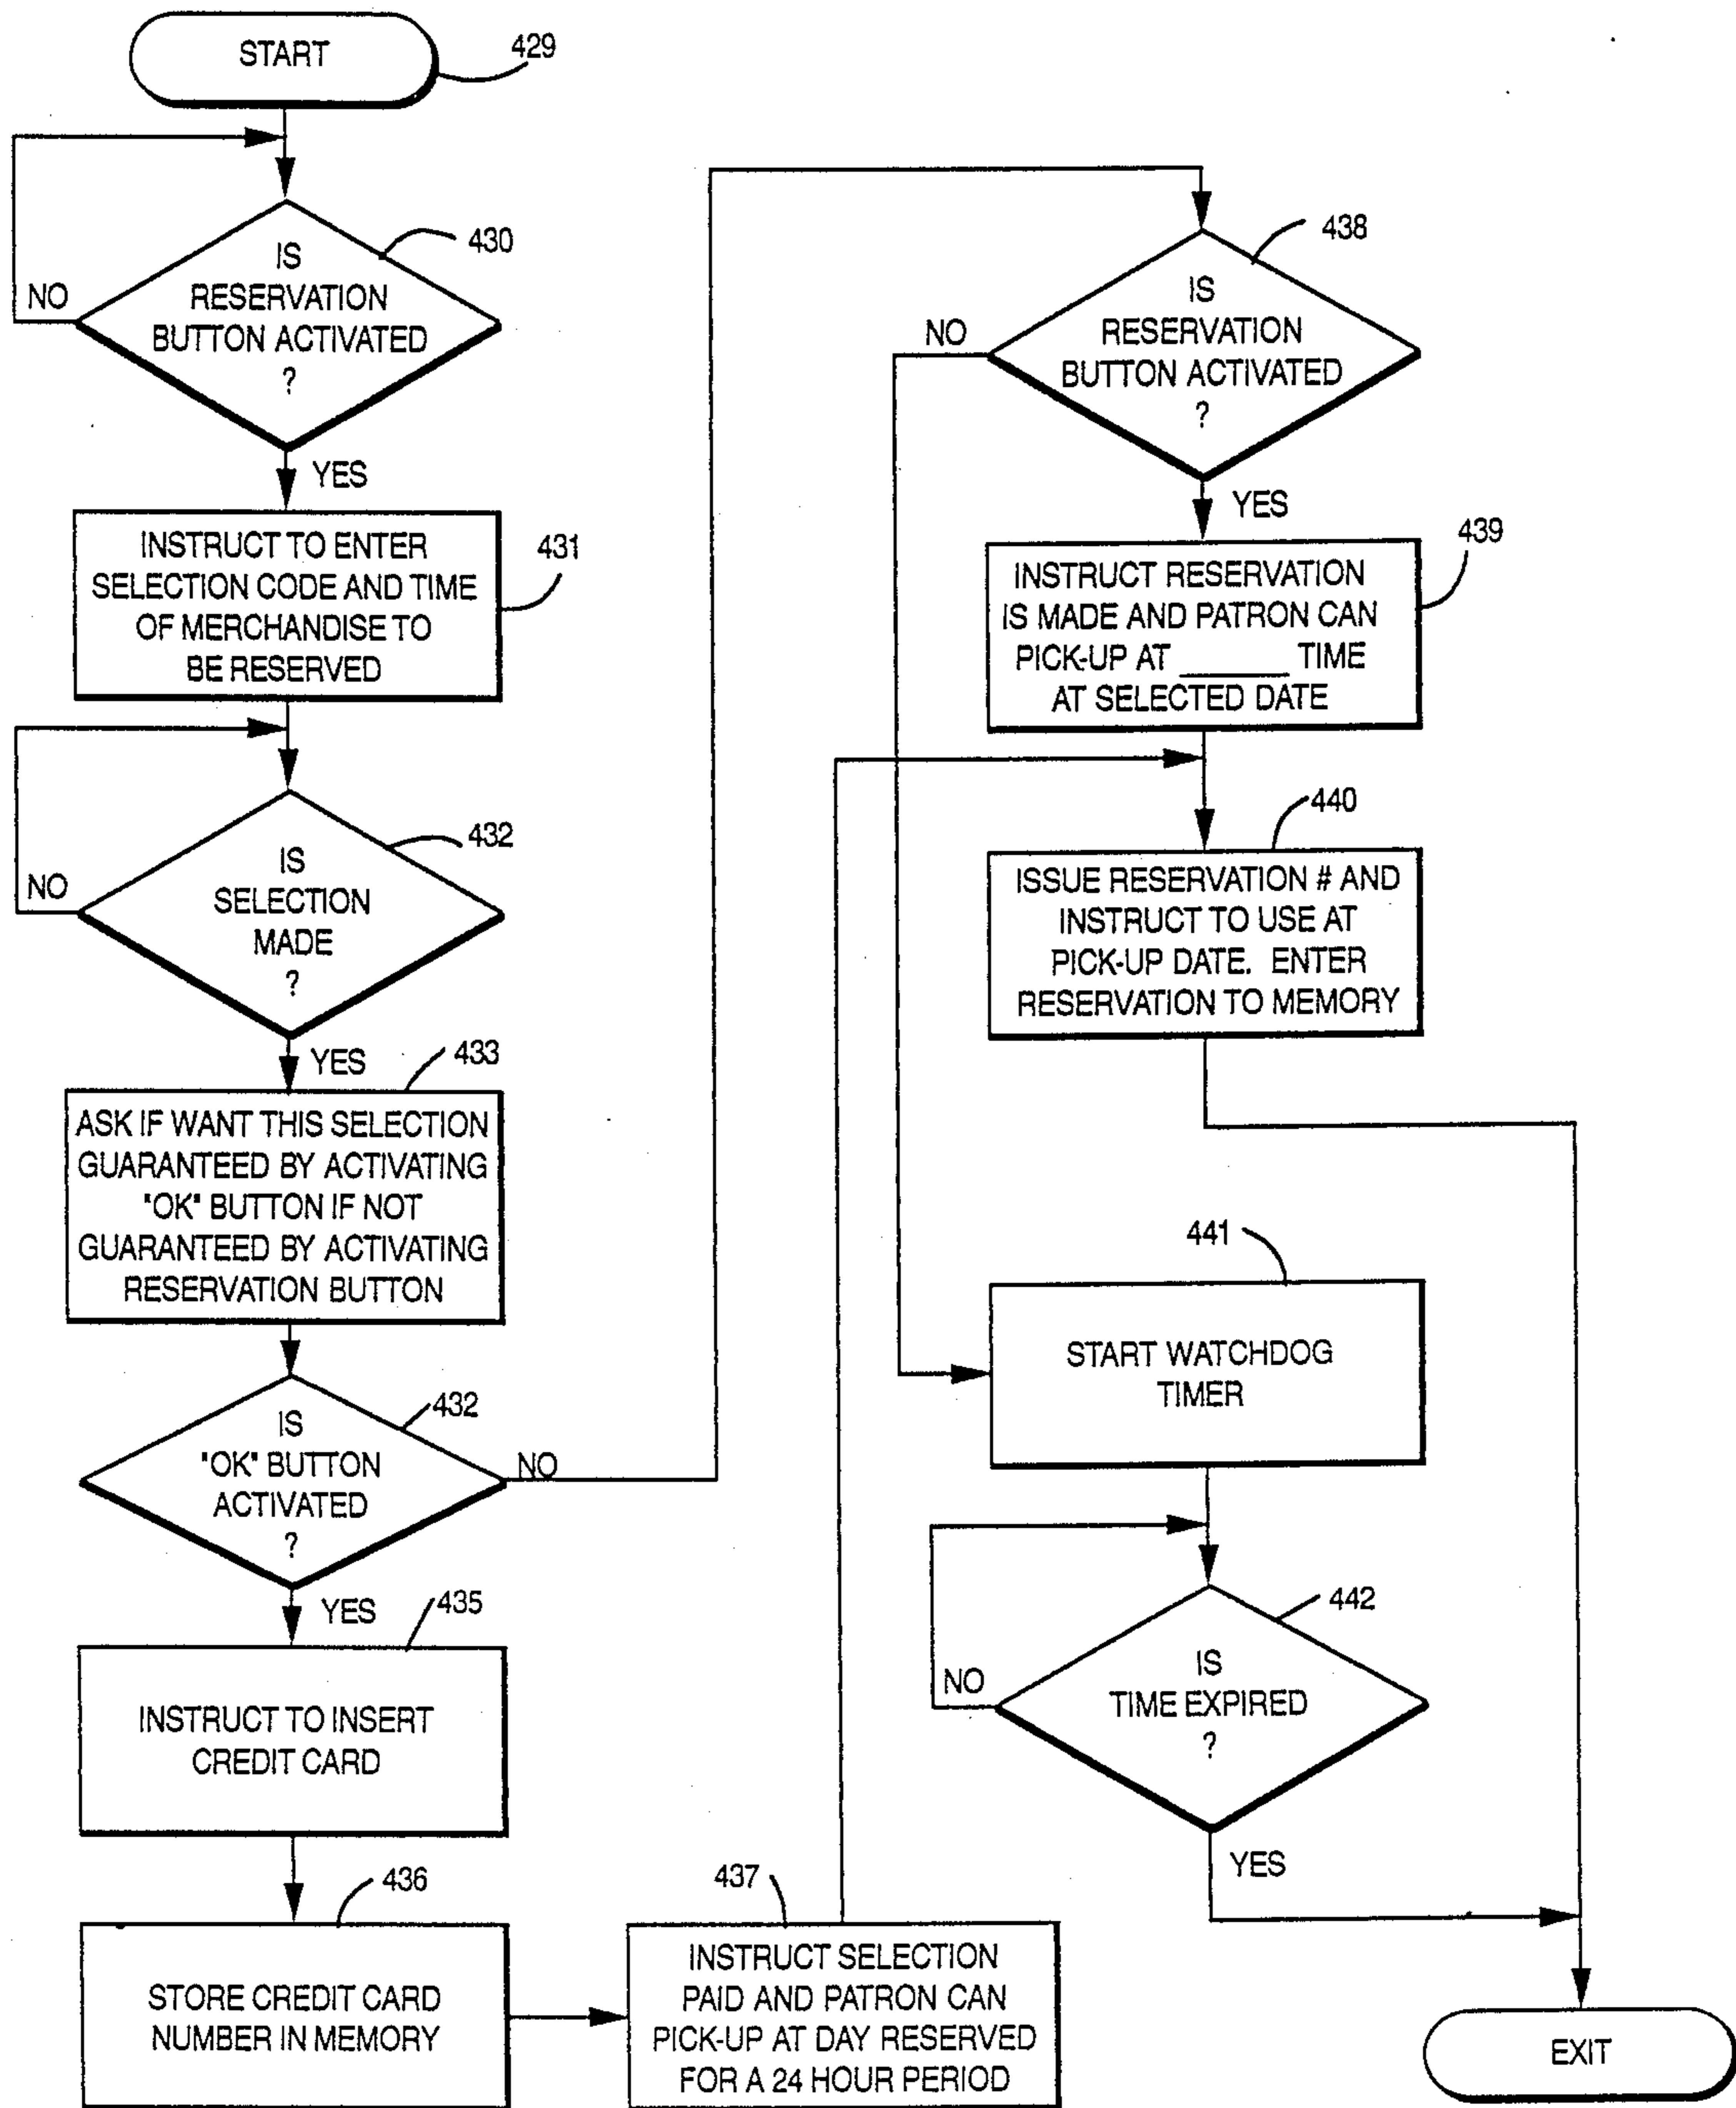 START
429
430
IS
RESERVATION
BUTTON ACTIVATED
?
NO
YES
INSTRUCT TO ENTER
SELECTION CODE AND TIME
OF MERCHANDISE TO
BE RESERVED
431
432
IS
SELECTION
MADE
?
NO
YES
433
ASK IF WANT THIS SELECTION
GUARANTEED BY ACTIVATING
"OK" BUTTON IF NOT
GUARANTEED BY ACTIVATING
RESERVATION BUTTON
432
IS
"OK" BUTTON
ACTIVATED
?
NO
YES
435
INSTRUCT TO INSERT
CREDIT CARD
436
STORE CREDIT CARD
NUMBER IN MEMORY
437
INSTRUCT SELECTION
PAID AND PATRON CAN
PICK-UP AT DAY RESERVED
FOR A 24 HOUR PERIOD
438
IS
RESERVATION
BUTTON ACTIVATED
?
NO
YES
439
INSTRUCT RESERVATION
IS MADE AND PATRON CAN
PICK-UP AT ______ TIME
AT SELECTED DATE
440
ISSUE RESERVATION # AND
INSTRUCT TO USE AT
PICK-UP DATE. ENTER
RESERVATION TO MEMORY
441
START WATCHDOG
TIMER
442
IS
TIME EXPIRED
?
NO
YES
EXIT